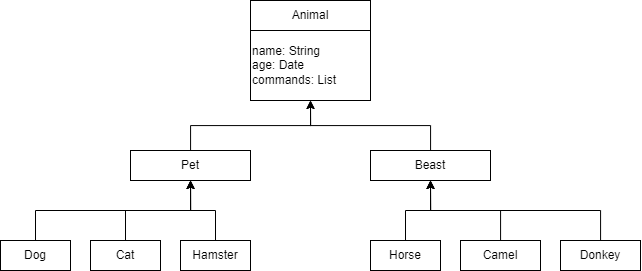 Animal
name: String
age: Date
commands: List
Pet
Beast
Dog
Cat
Hamster
Horse
Camel
Donkey